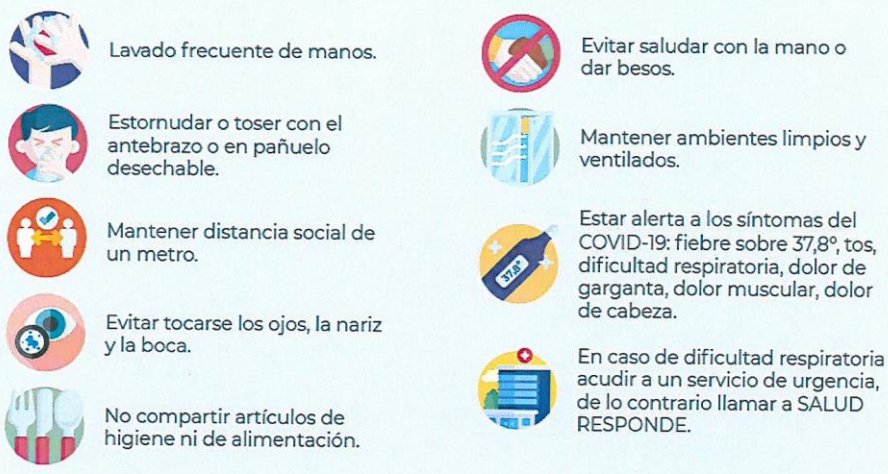 Lavado frecuente de manos.
Estornudar o toser con el
antebrazo o en pañuelo
desechable.
Mantener distancia social de
un metro.
Evitar tocarse los ojos, la nariz
y la boca.
No compartir artículos de
higiene ni de alimentación.
Evitar saludar con la mano o
dar besos.
Mantener ambientes limpios y
ventilados.
Estar alerta a los síntomas del
COVID-19: fiebre sobre 37,8°, tos,
dificultad respiratoria, dolor de
garganta, dolor muscular, dolor
de cabeza.
37,8°
En caso de dificultad respiratoria
acudir a un servicio de urgencia,
de lo contrario llamar a SALUD
RESPONDE.